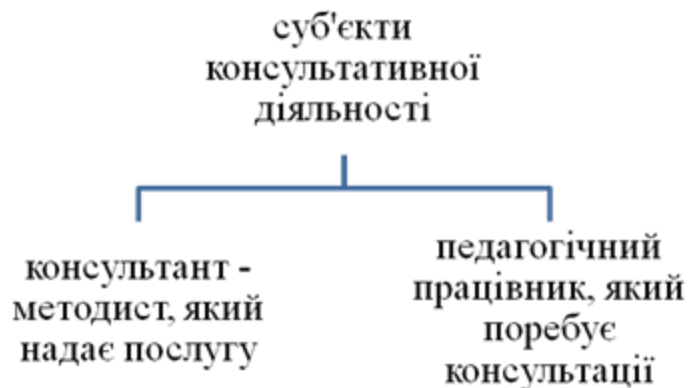 суб'єкти
консультативної
діяльності
консультант -
методист, який
надає послугу
педагогічний
працівник, який
поребує
консультації